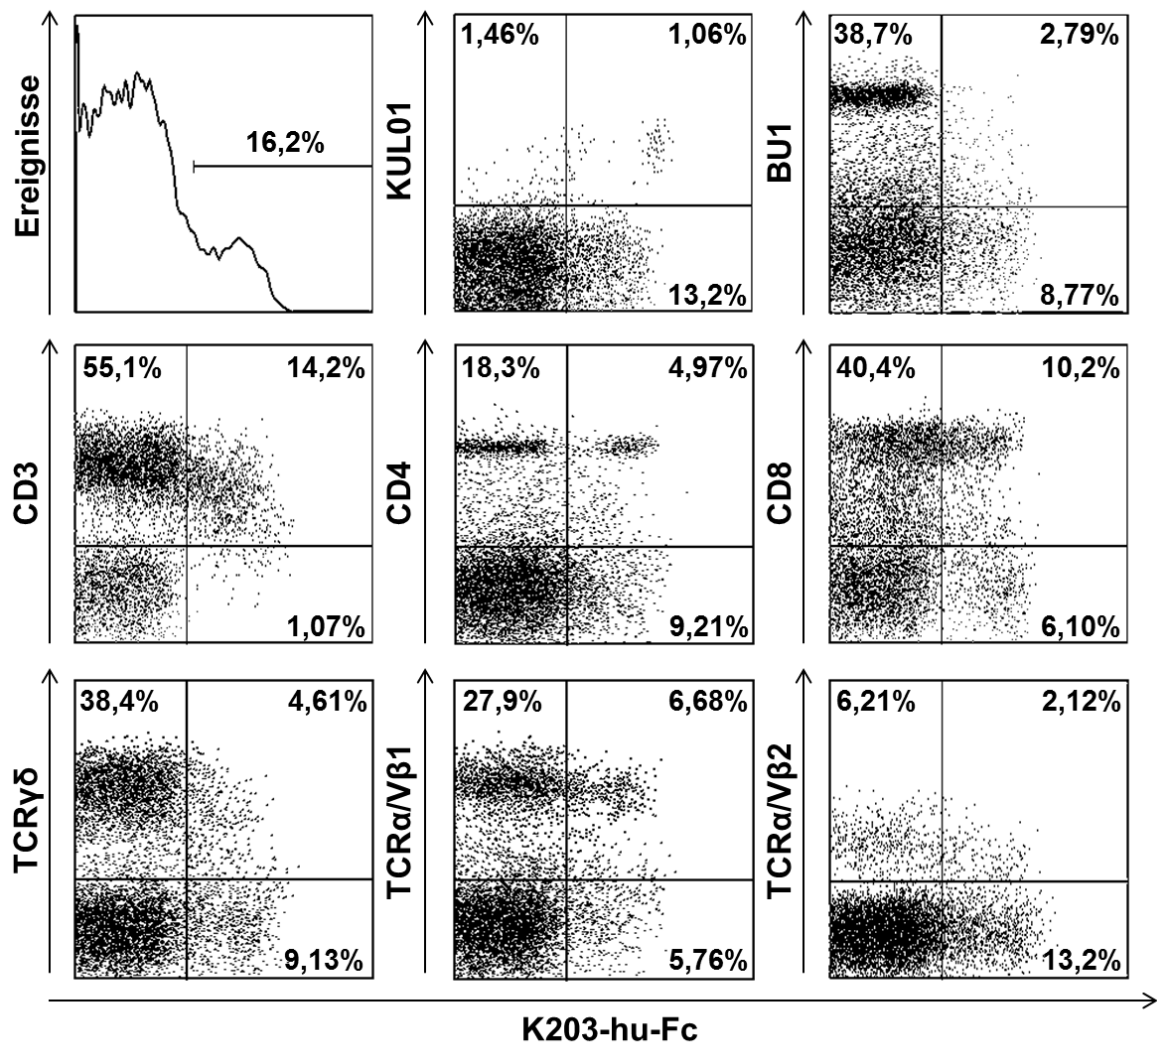 Ereignisse
16,2%
KUL01
1,46%
1,06%
13,2%
BU1
38,7%
2,79%
8,77%
CD3
55,1%
14,2%
1,07%
CD4
18,3%
4,97%
9,21%
CD8
40,4%
10,2%
6,10%
TCRγδ
38,4%
4,61%
9,13%
TCRα/Vβ1
27,9%
6,68%
5,76%
TCRα/Vβ2
6,21%
2,12%
13,2%
K203-hu-Fc